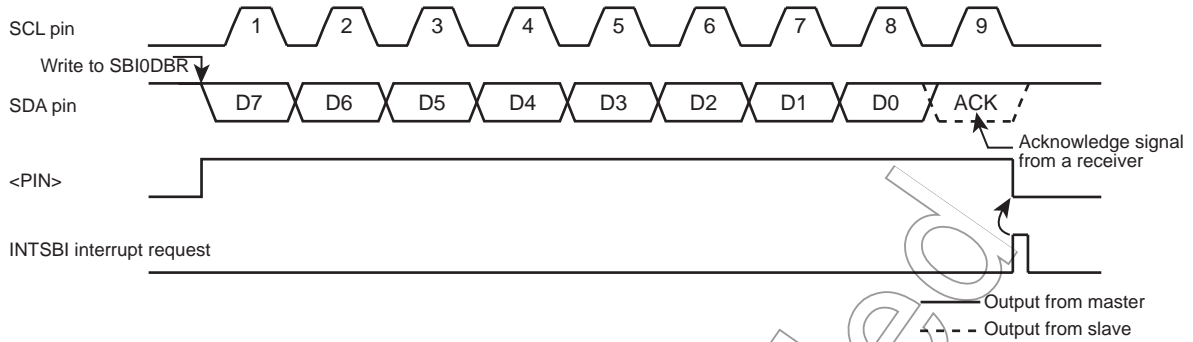 SCL pin
1 2 3 4 5 6 7 8 9
Write to SBI0DBR
SDA pin
D7 D6 D5 D4 D3 D2 D1 D0 ACK
Acknowledge signal
from a receiver
<PIN>
INTSBI interrupt request
Output from master
Output from slave